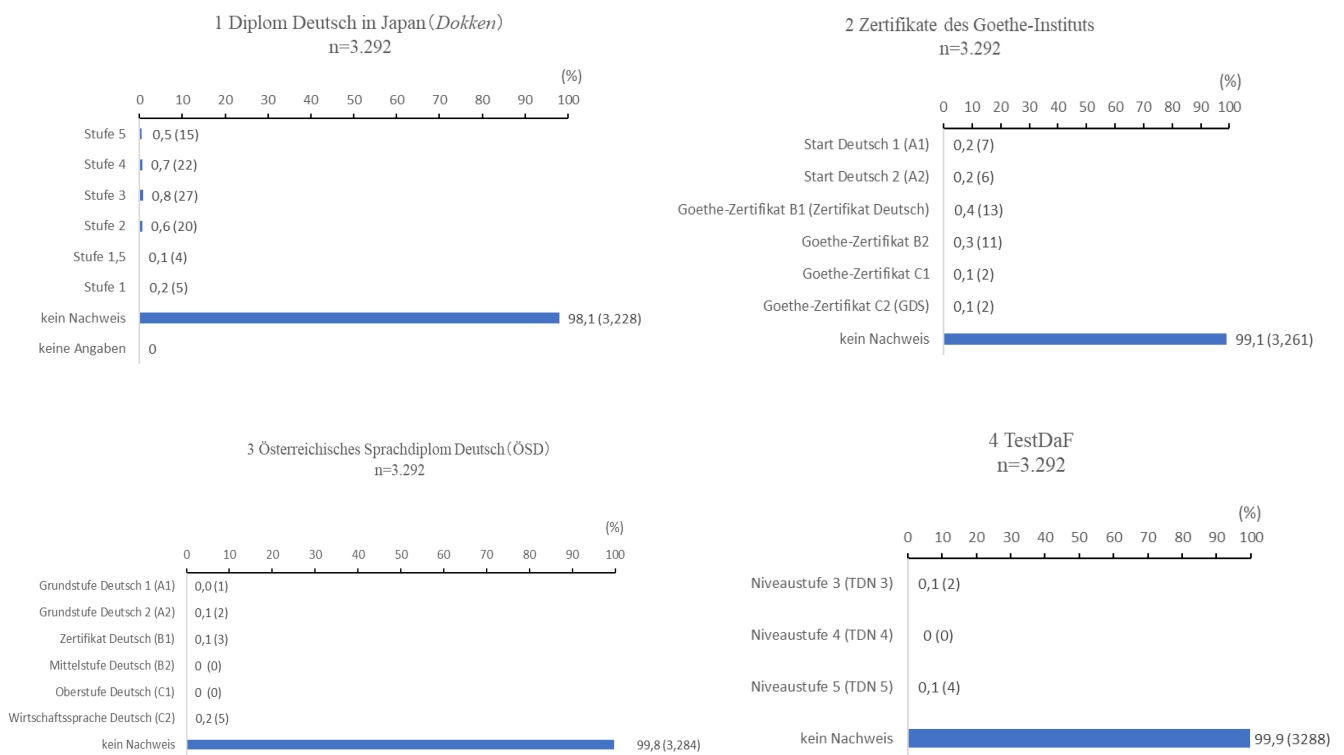 1 Diplom Deutsch in Japan（Dokken）
n=3.292
(%)
0 10 20 30 40 50 60 70 80 90 100
Stufe 5 0,5 (15)
Stufe 4 0,7 (22)
Stufe 3 0,8 (27)
Stufe 2 0,6 (20)
Stufe 1,5 0,1 (4)
Stufe 1 0,2 (5)
kein Nachweis 98,1 (3,228)
keine Angaben 0
2 Zertifikate des Goethe-Instituts
n=3.292
(%)
0 10 20 30 40 50 60 70 80 90 100
Start Deutsch 1 (A1) 0,2 (7)
Start Deutsch 2 (A2) 0,2 (6)
Goethe-Zertifikat B1 (Zertifikat Deutsch) 0,4 (13)
Goethe-Zertifikat B2 0,3 (11)
Goethe-Zertifikat C1 0,1 (2)
Goethe-Zertifikat C2 (GDS) 0,1 (2)
kein Nachweis 99,1 (3,261)
3 Österreichisches Sprachdiplom Deutsch（ÖSD）
n=3.292
(%)
0 10 20 30 40 50 60 70 80 90 100
Grundstufe Deutsch 1 (A1) 0,0 (1)
Grundstufe Deutsch 2 (A2) 0,1 (2)
Zertifikat Deutsch (B1) 0,1 (3)
Mittelstufe Deutsch (B2) 0 (0)
Oberstufe Deutsch (C1) 0 (0)
Wirtschaftssprache Deutsch (C2) 0,2 (5)
kein Nachweis 99,8 (3,284)
4 TestDaF
n=3.292
(%)
0 10 20 30 40 50 60 70 80 90 100
Niveaustufe 3 (TDN 3) 0,1 (2)
Niveaustufe 4 (TDN 4) 0 (0)
Niveaustufe 5 (TDN 5) 0,1 (4)
kein Nachweis 99,9 (3288)